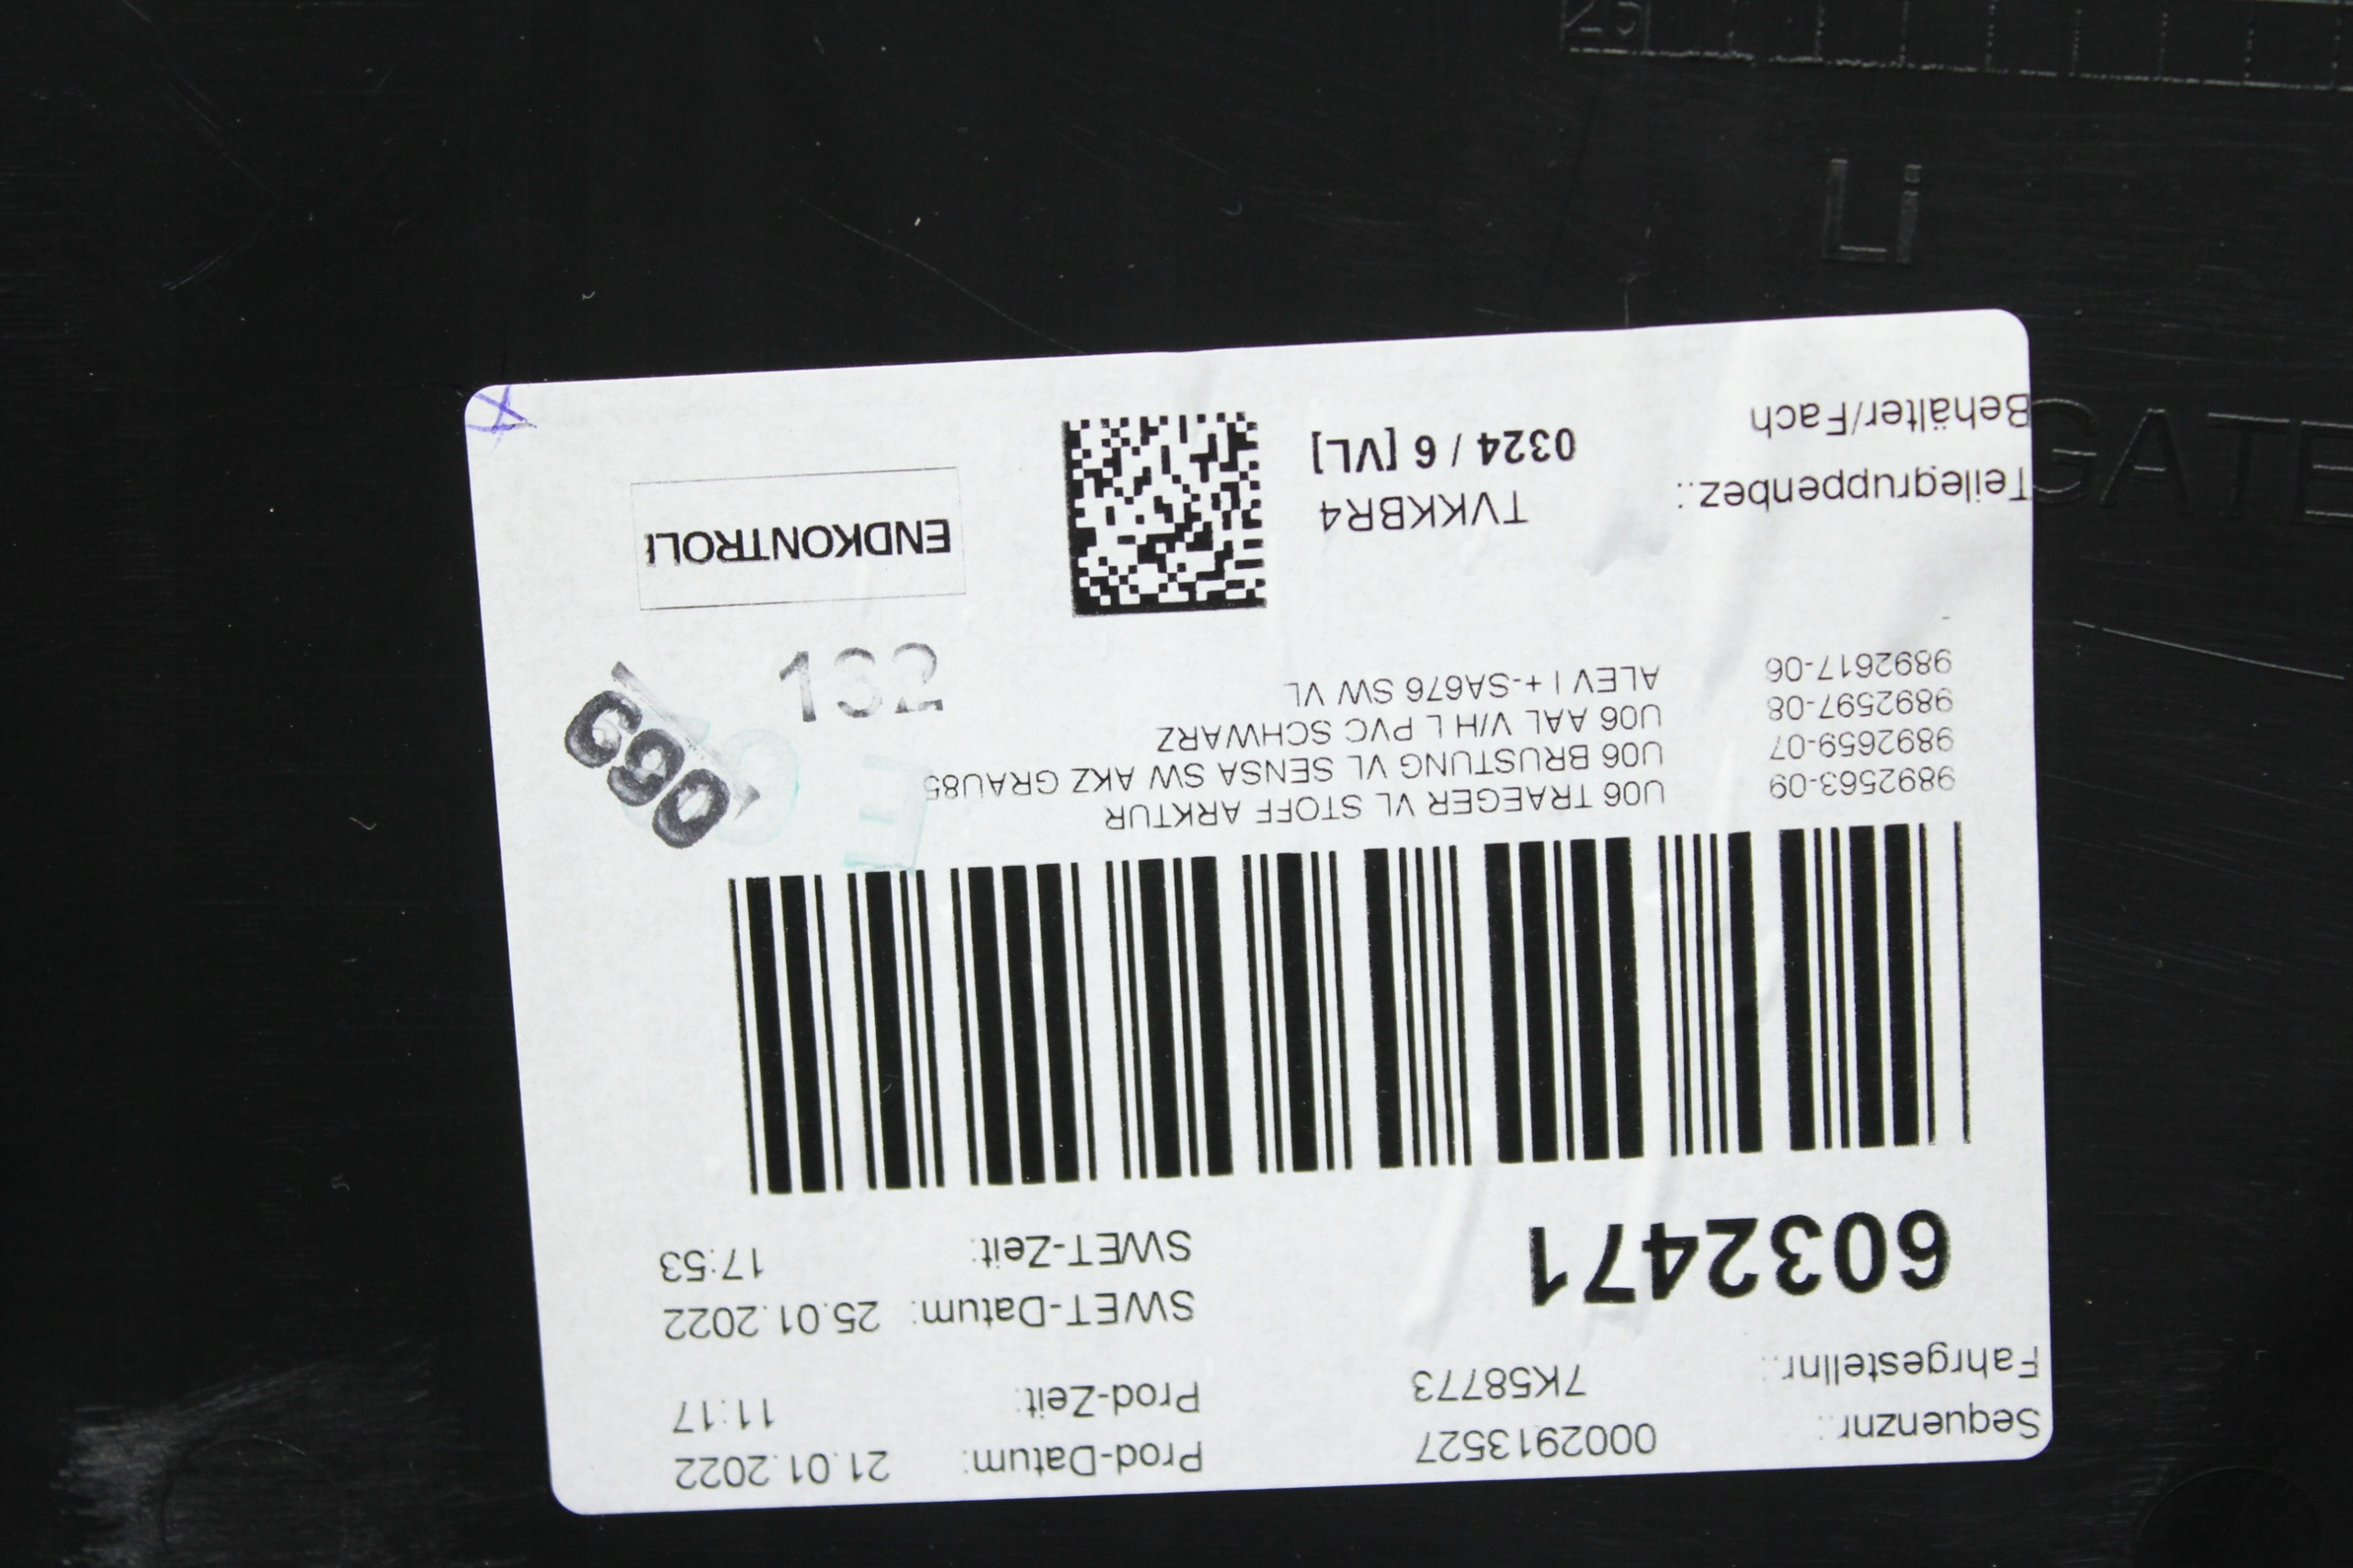 Sequenznr.: 0002913527 Prod-Datum: 21.01.2022
Fahrgestellnr.: 7K58773 Prod-Zeit: 11:17
6032471 SWET-Datum: 25.01.2022
SWET-Zeit: 17:53
9892563-09 U06 TRAEGER VL STOFF ARKTUR
9892659-07 U06 BRUSTUNG VL SENSA SW AKZ GRAU85
9892597-08 U06 AAL V/H L PVC SCHWARZ
9892617-06 ALEV I +-SA676 SW VL
132
E
Teilegruppenbez.: TVKKBR4
Behälter/Fach 0324 / 6 [VL]
ENDKONTROL
Li
GATE